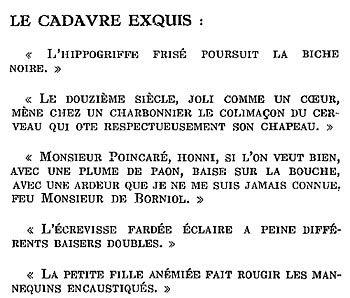 LE CADAVRE EXQUIS :
« L'HIPPOGRIFFE FRISÉ POURSUIT LA BICHE
NOIRE. »
« LE DOUZIÈME SIÈCLE, JOLI COMME UN CŒUR,
MÈNE CHEZ UN CHARBONNIER LE COLIMAÇON DU CER-
VEAU QUI OTE RESPECTUEUSEMENT SON CHAPEAU. »
« MONSIEUR POINCARÉ, HONNI, SI L'ON VEUT BIEN,
AVEC UNE PLUME DE PAON, BAISE SUR LA BOUCHE,
AVEC UNE ARDEUR QUE JE NE ME SUIS JAMAIS CONNUE,
FEU MONSIEUR DE BORNIOL. »
« L'ÉCREVISSE FARDÉE ÉCLAIRE A PEINE DIFFÉ-
RENTS BAISERS DOUBLES. »
« LA PETITE FILLE ANÉMIÉE FAIT ROUGIR LES MAN-
NEQUINS ENCAUSTIQUÉS. »